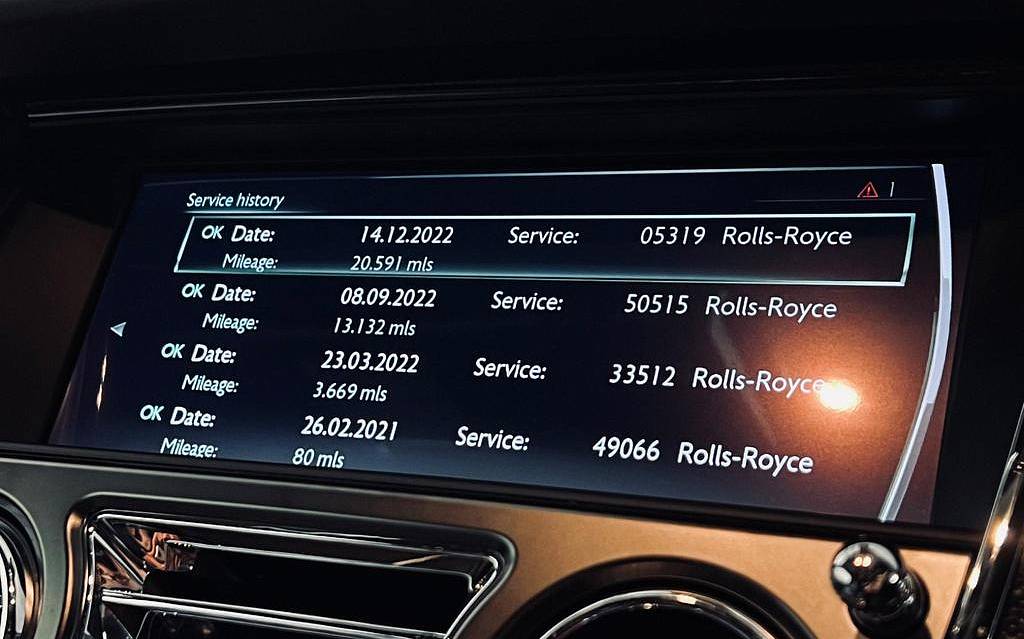 Service history
1
OK Date: 14.12.2022 Service: 05319 Rolls-Royce
Mileage: 20.591 mls
OK Date: 08.09.2022 Service: 50515 Rolls-Royce
Mileage: 13.132 mls
OK Date: 23.03.2022 Service: 33512 Rolls-Royce
Mileage: 3.669 mls
OK Date: 26.02.2021 Service: 49066 Rolls-Royce
Mileage: 80 mls